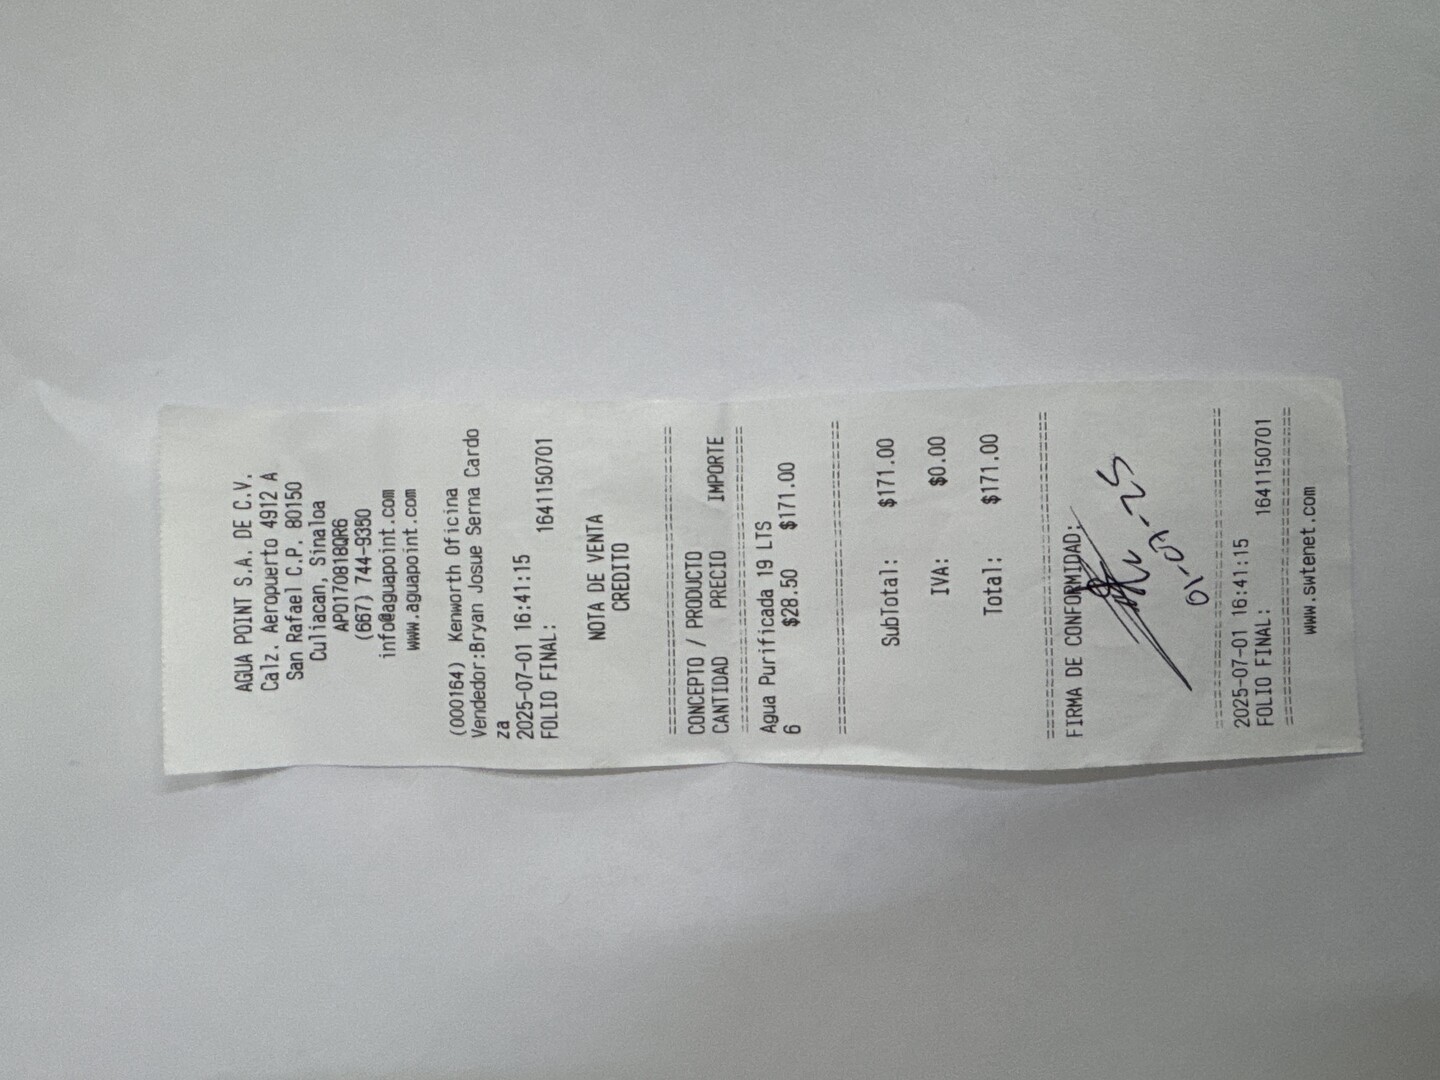 AGUA POINT S.A. DE C.V.
Calz. Aeropuerto 4912 A
San Rafael C.P. 80150
Culiacan, Sinaloa
APO170818QR6
(667) 744-9380
info@aguapoint.com
www.aguapoint.com
(000164) Kenworth Oficina
Vendedor:Bryan Josue Serna Cardo
za
2025-07-01 16:41:15
FOLIO FINAL: 1641150701
NOTA DE VENTA
CREDITO
================================
CONCEPTO / PRODUCTO
CANTIDAD PRECIO IMPORTE
================================
Agua Purificada 19 LTS
6 $28.50 $171.00
================================
SubTotal: $171.00
IVA: $0.00
Total: $171.00
================================
FIRMA DE CONFORMIDAD:
01-07-25
================================
2025-07-01 16:41:15
FOLIO FINAL: 1641150701
================================
www.swtenet.com